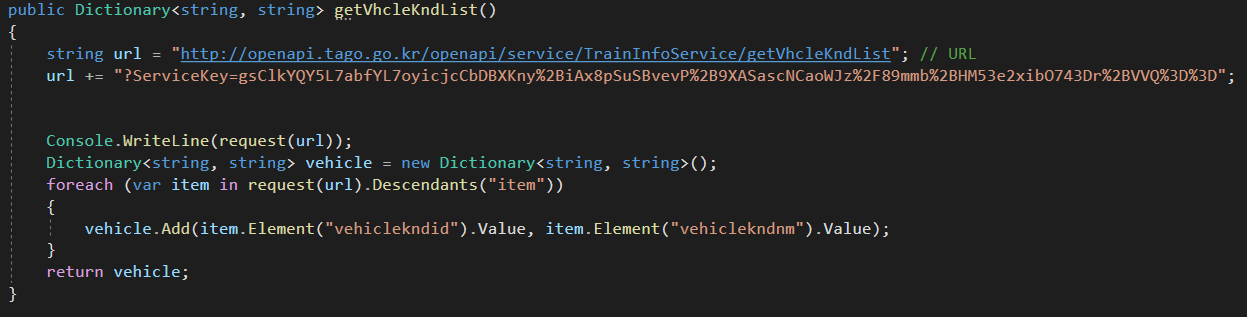 public Dictionary<string, string> getVhcleKndList()
{
string url = "http://openapi.tago.go.kr/openapi/service/TrainInfoService/getVhcleKndList"; // URL
url += "?ServiceKey=gsClkYQY5L7abfYL7oyicjcCbDBXKny%2BiAx8pSuSBvevP%2B9XASascNCaoWJz%2F89mmb%2BHM53e2xibO743Dr%2BVVQ%3D%3D";
Console.WriteLine(request(url));
Dictionary<string, string> vehicle = new Dictionary<string, string>();
foreach (var item in request(url).Descendants("item"))
{
vehicle.Add(item.Element("vehiclekndid").Value, item.Element("vehiclekndnm").Value);
}
return vehicle;
}